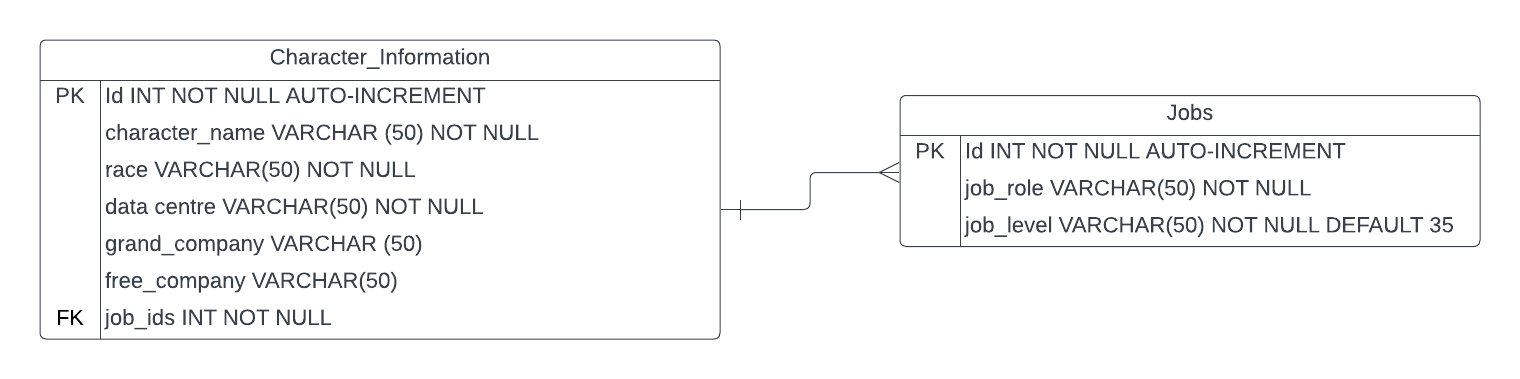 Character_Information
PK Id INT NOT NULL AUTO-INCREMENT
character_name VARCHAR (50) NOT NULL
race VARCHAR(50) NOT NULL
data centre VARCHAR(50) NOT NULL
grand_company VARCHAR (50)
free_company VARCHAR(50)
FK job_ids INT NOT NULL
Jobs
PK Id INT NOT NULL AUTO-INCREMENT
job_role VARCHAR(50) NOT NULL
job_level VARCHAR(50) NOT NULL DEFAULT 35